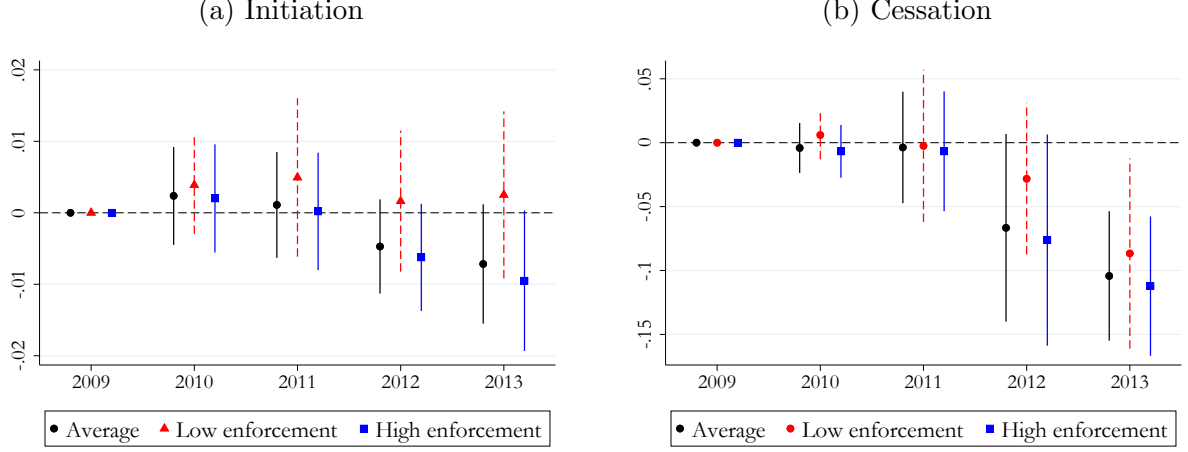 (a) Initiation
.02
.01
0
-.01
-.02
2009 2010 2011 2012 2013
Average Low enforcement High enforcement
(b) Cessation
.05
0
-.05
-.1
-.15
2009 2010 2011 2012 2013
Average Low enforcement High enforcement